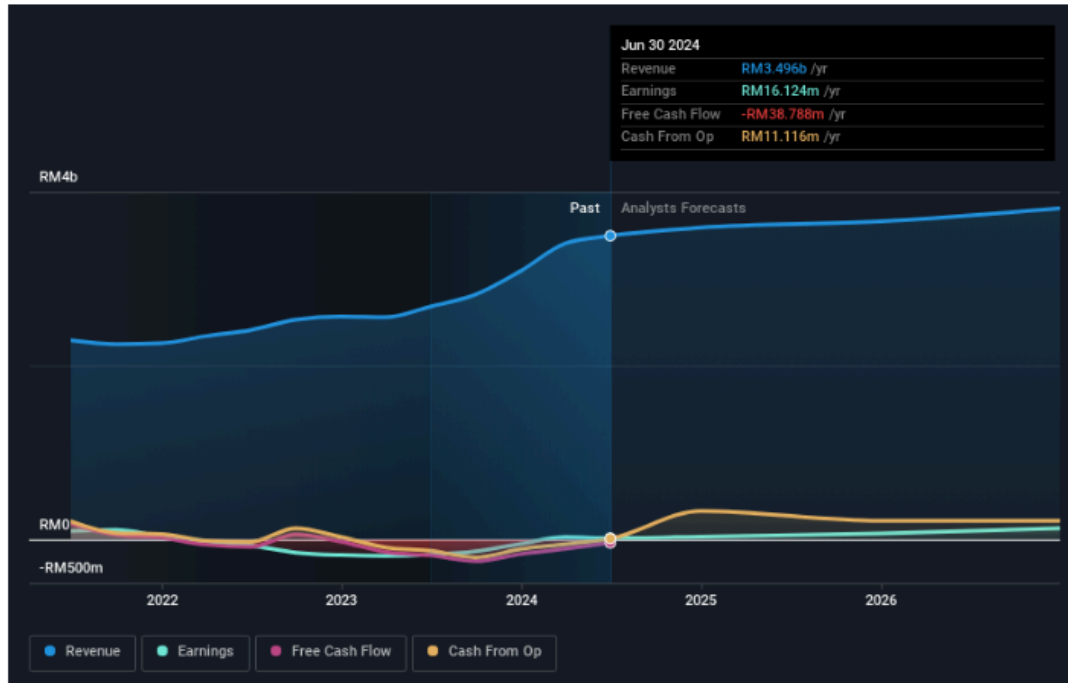 Jun 30 2024
Revenue RM3.496b /yr
Earnings RM16.124m /yr
Free Cash Flow -RM38.788m /yr
Cash From Op RM11.116m /yr
RM4b
Past Analysts Forecasts
RM0
-RM500m
2022 2023 2024 2025 2026
Revenue Earnings Free Cash Flow Cash From Op